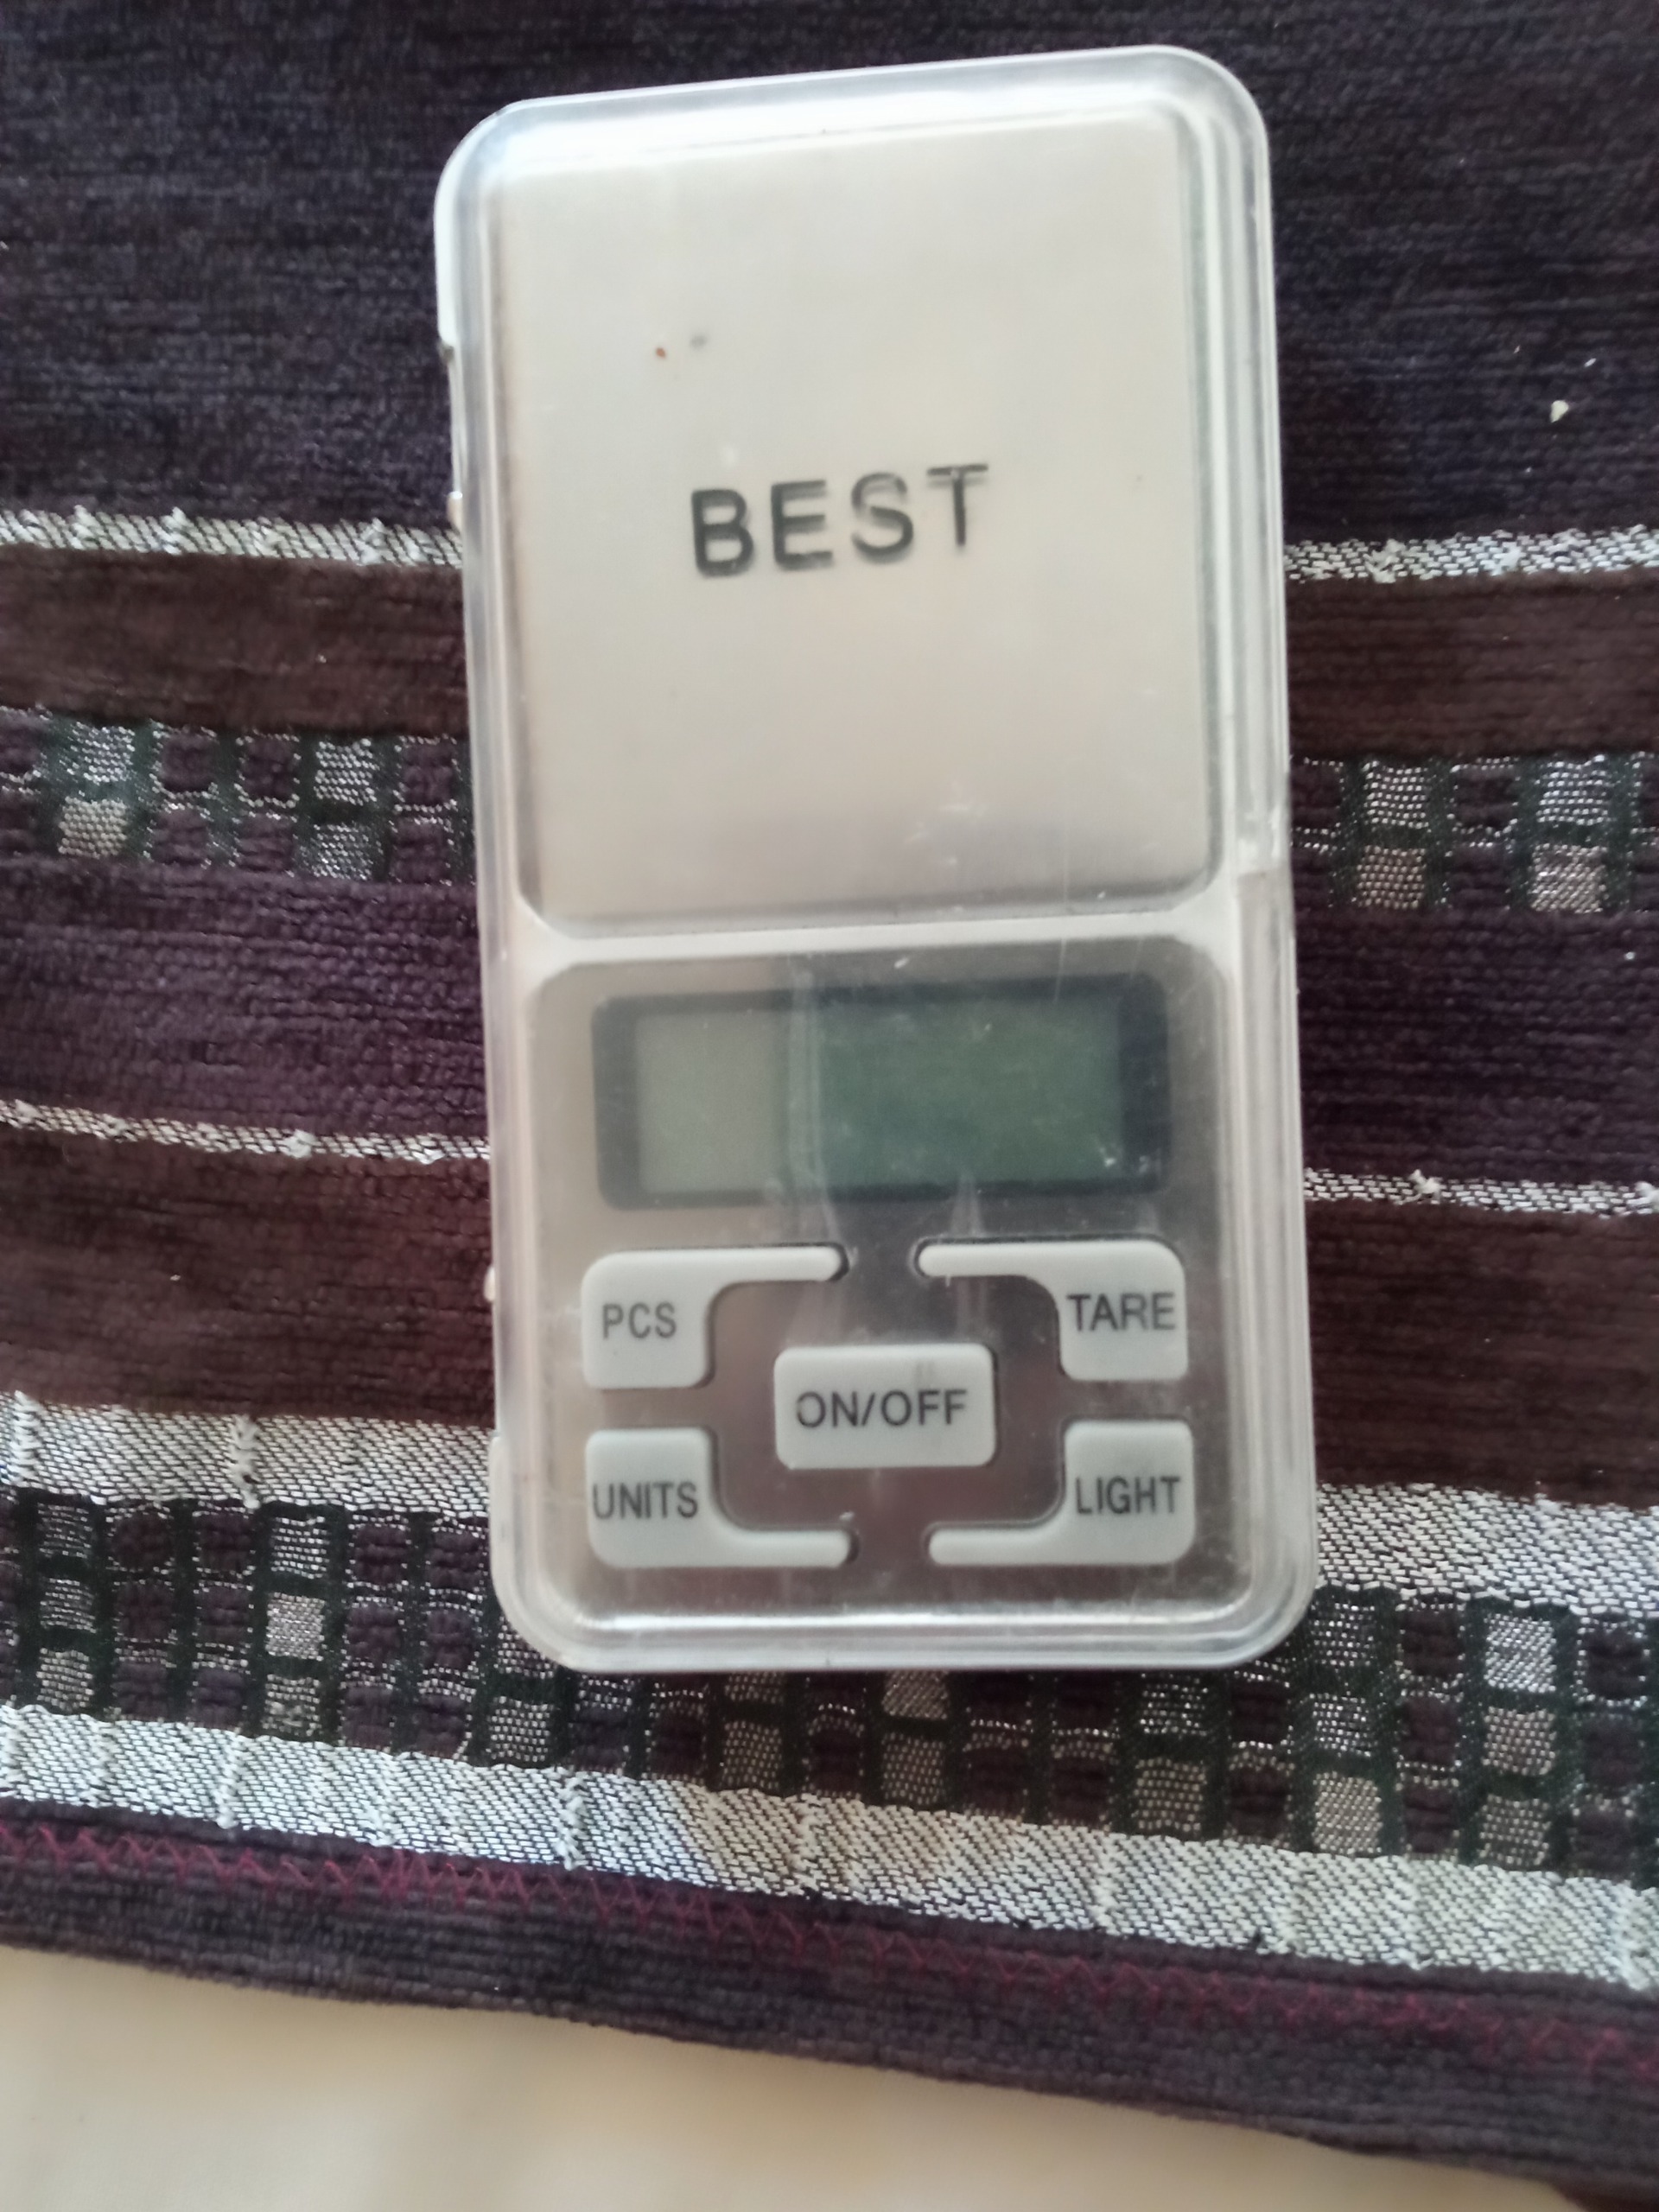 BEST
PCS
TARE
ON/OFF
UNITS
LIGHT